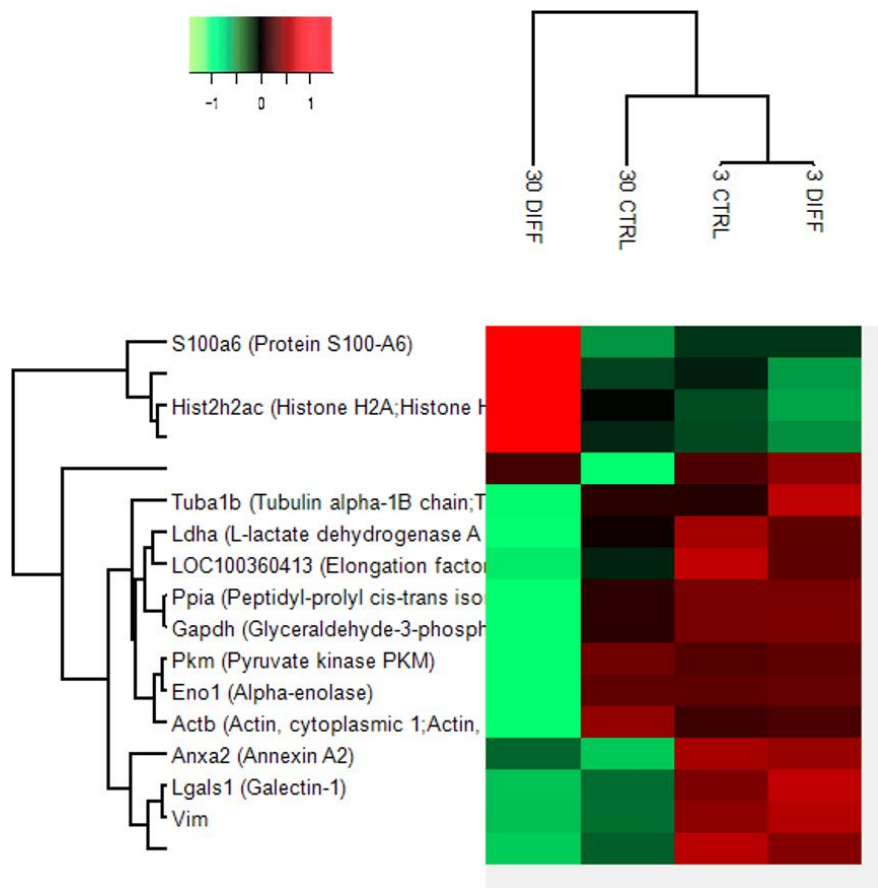 -1 0 1
30 DIFF
30 CTRL
3 CTRL
3 DIFF
S100a6 (Protein S100-A6)
Hist2h2ac (Histone H2A;Histone H
Tuba1b (Tubulin alpha-1B chain;T
Ldha (L-lactate dehydrogenase A
LOC100360413 (Elongation facto
Ppia (Peptidyl-prolyl cis-trans iso
Gapdh (Glyceraldehyde-3-phosph
Pkm (Pyruvate kinase PKM)
Eno1 (Alpha-enolase)
Actb (Actin, cytoplasmic 1;Actin,
Anxa2 (Annexin A2)
Lgals1 (Galectin-1)
Vim